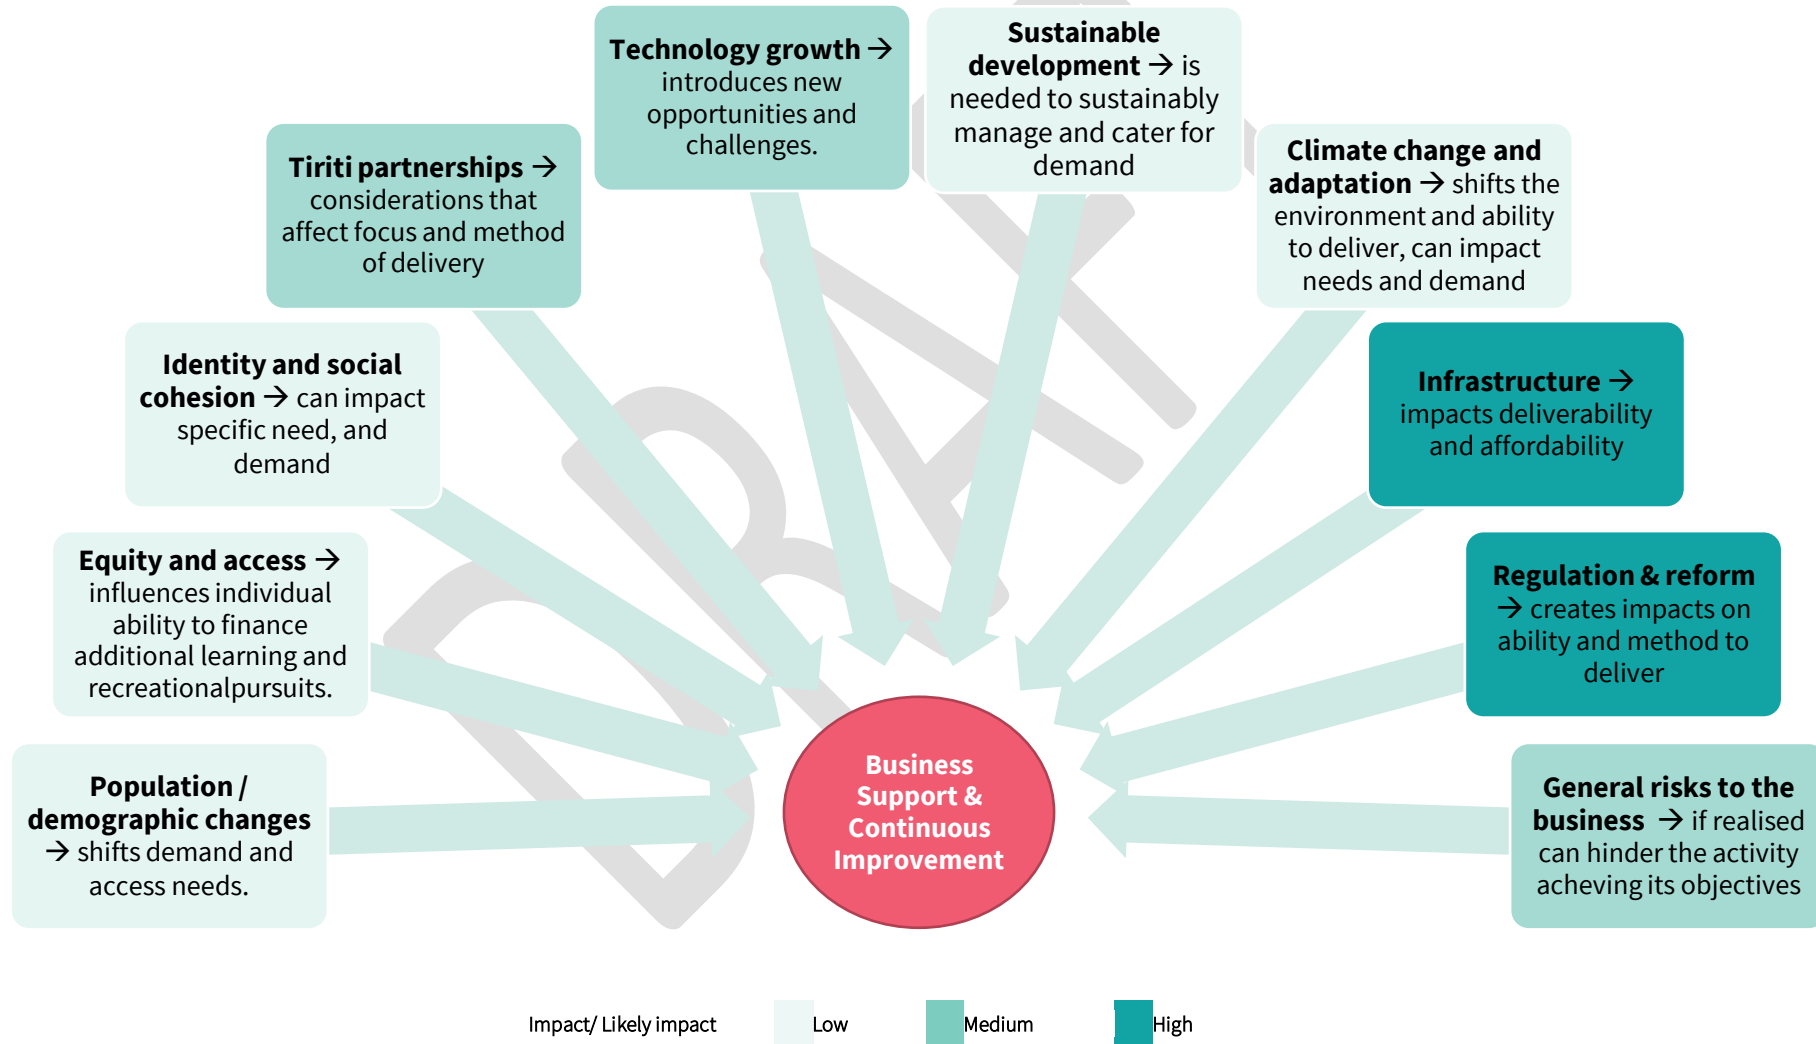 Technology growth →
introduces new
opportunities and
challenges.
Sustainable
development → is
needed to sustainably
manage and cater for
demand
Tiriti partnerships →
considerations that
affect focus and method
of delivery
Climate change and
adaptation → shifts the
environment and ability
to deliver, can impact
needs and demand
Identity and social
cohesion → can impact
specific need, and
demand
Infrastructure →
impacts deliverability
and affordability
Equity and access →
influences individual
ability to finance
additional learning and
recreationalpursuits.
Regulation & reform
→ creates impacts on
ability and method to
deliver
Population /
demographic changes
→ shifts demand and
access needs.
General risks to the
business → if realised
can hinder the activity
acheving its objectives
Business
Support &
Continuous
Improvement
DRAFT
Impact/ Likely impact Low Medium High